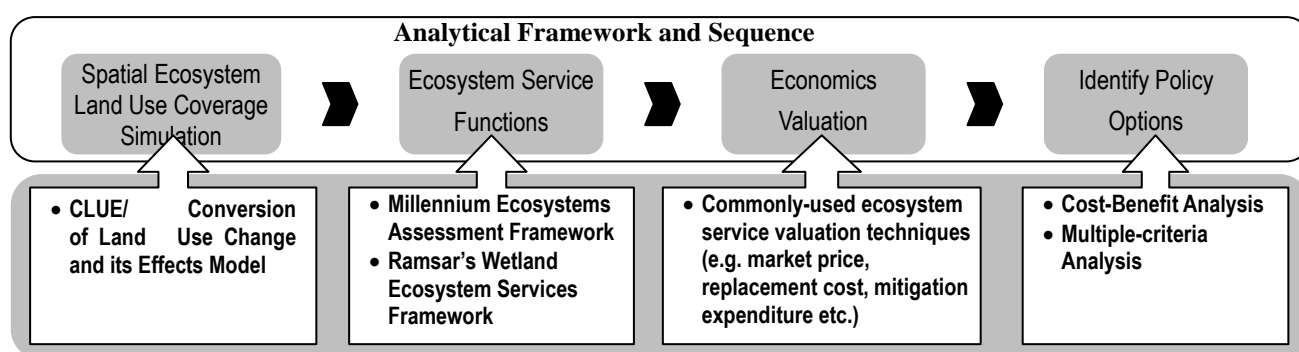 Analytical Framework and Sequence
Spatial Ecosystem
Land Use Coverage
Simulation
Ecosystem Service
Functions
Economics
Valuation
Identify Policy
Options
• CLUE/ Conversion
of Land Use Change
and its Effects Model
• Millennium Ecosystems
Assessment Framework
• Ramsar's Wetland
Ecosystem Services
Framework
• Commonly-used ecosystem
service valuation techniques
(e.g. market price,
replacement cost, mitigation
expenditure etc.)
• Cost-Benefit Analysis
• Multiple-criteria
Analysis